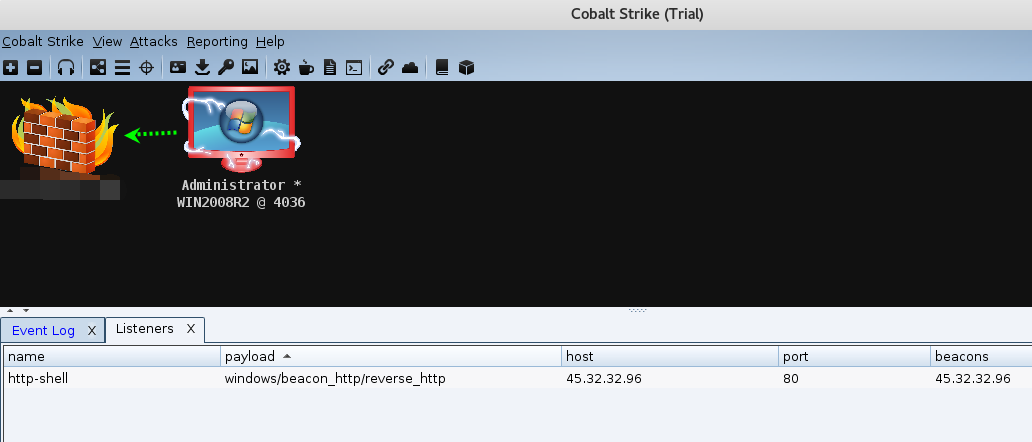 Cobalt Strike (Trial)
Cobalt Strike View Attacks Reporting Help
Administrator *
WIN2008R2 @ 4036
Event Log X Listeners X
name payload host port beacons
http-shell windows/beacon_http/reverse_http 45.32.32.96 80 45.32.32.96